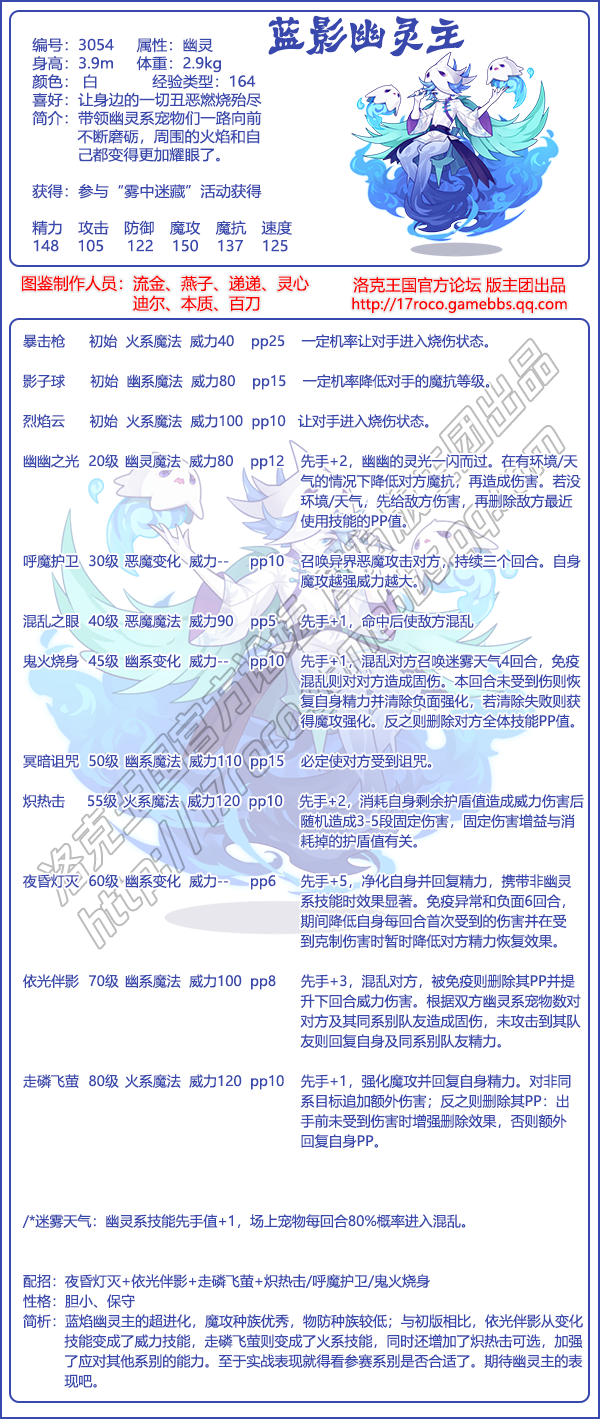 蓝影幽灵主
编号：3054 属性：幽灵
身高：3.9m 体重：2.9kg
颜色： 白 经验类型：164
喜好：让身边的一切丑恶燃烧殆尽
简介：带领幽灵系宠物们一路向前
不断磨砺，周围的火焰和自
己都变得更加耀眼了。
获得：参与“雾中迷藏”活动获得
精力 攻击 防御 魔攻 魔抗 速度
148 105 122 150 137 125
图鉴制作人员：流金、燕子、递递、灵心
迪尔、本质、百刀
洛克王国官方论坛 版主团出品
http://17roco.gamebbs.qq.com
暴击枪 初始 火系魔法 威力40 pp25 一定机率让对手进入烧伤状态。
影子球 初始 幽系魔法 威力80 pp15 一定机率降低对手的魔抗等级。
烈焰云 初始 火系魔法 威力100 pp10 让对手进入烧伤状态。
幽幽之光 20级 幽灵魔法 威力80 pp12 先手+2，幽幽的灵光一闪而过。在有环境/天
气的情况下降低对方魔抗，再造成伤害。若没
环境/天气，先给敌方伤害，再删除敌方最近
使用技能的PP值。
呼魔护卫 30级 恶魔变化 威力-- pp10 召唤异界恶魔攻击对方，持续三个回合。自身
魔攻越强威力越大。
混乱之眼 40级 恶魔魔法 威力90 pp5 先手+1，命中后使敌方混乱
鬼火烧身 45级 幽系变化 威力-- pp10 先手+1，混乱对方召唤迷雾天气4回合，免疫
混乱则对对方造成固伤。本回合未受到伤则恢
复自身精力并清除负面强化，若清除失败则获
得魔攻强化。反之则删除对方全体技能PP值。
冥暗诅咒 50级 幽系魔法 威力110 pp15 必定使对方受到诅咒。
炽热击 55级 火系魔法 威力120 pp10 先手+2，消耗自身剩余护盾值造成威力伤害后
随机造成3-5段固定伤害，固定伤害增益与消
耗掉的护盾值有关。
夜昏灯灭 60级 幽系变化 威力-- pp6 先手+5，净化自身并回复精力，携带非幽灵
系技能时效果显著。免疫异常和负面6回合，
期间降低自身每回合首次受到的伤害并在受
到克制伤害时暂时降低对方精力恢复效果。
依光伴影 70级 幽系魔法 威力100 pp8 先手+3，混乱对方，被免疫则删除其PP并提
升下回合威力伤害。根据双方幽灵系宠物数对
对方及其同系别队友造成固伤，未攻击到其队
友则回复自身及同系别队友精力。
走磷飞萤 80级 火系魔法 威力120 pp10 先手+1，强化魔攻并回复自身精力。对非同
系目标追加额外伤害；反之则删除其PP：出
手前未受到伤害时增强删除效果，否则额外
回复自身PP。
/*迷雾天气：幽灵系技能先手值+1，场上宠物每回合80%概率进入混乱。
配招：夜昏灯灭+依光伴影+走磷飞萤+炽热击/呼魔护卫/鬼火烧身
性格：胆小、保守
简析：蓝焰幽灵主的超进化，魔攻种族优秀，物防种族较低；与初版相比，依光伴影从变化
技能变成了威力技能，走磷飞萤则变成了火系技能，同时还增加了炽热击可选，加强
了应对其他系别的能力。至于实战表现就得看参赛系别是否合适了。期待幽灵主的表
现吧。
洛克王国官方论坛 版主团出品
http://17roco.gamebbs.qq.com